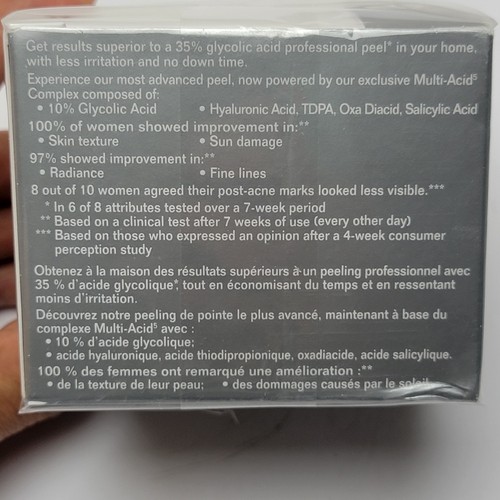 Get results superior to a 35% glycolic acid professional peel* in your home,
with less irritation and no down time.
Experience our most advanced peel, now powered by our exclusive Multi-Acid⁵
Complex composed of:
• 10% Glycolic Acid • Hyaluronic Acid, TDPA, Oxa Diacid, Salicylic Acid
100% of women showed improvement in:**
• Skin texture • Sun damage
97% showed improvement in:**
• Radiance • Fine lines
8 out of 10 women agreed their post-acne marks looked less visible.***
* In 6 of 8 attributes tested over a 7-week period
** Based on a clinical test after 7 weeks of use (every other day)
*** Based on those who expressed an opinion after a 4-week consumer
perception study
Obtenez à la maison des résultats supérieurs à un peeling professionnel avec
35 % d'acide glycolique*, tout en économisant du temps et en ressentant
moins d'irritation.
Découvrez notre peeling de pointe le plus avancé, maintenant à base du
complexe Multi-Acid⁵ avec :
• 10 % d'acide glycolique;
• acide hyaluronique, acide thiodipropionique, oxadiacide, acide salicylique.
100 % des femmes ont remarqué une amélioration :**
• de la texture de leur peau; • des dommages causés par le soleil